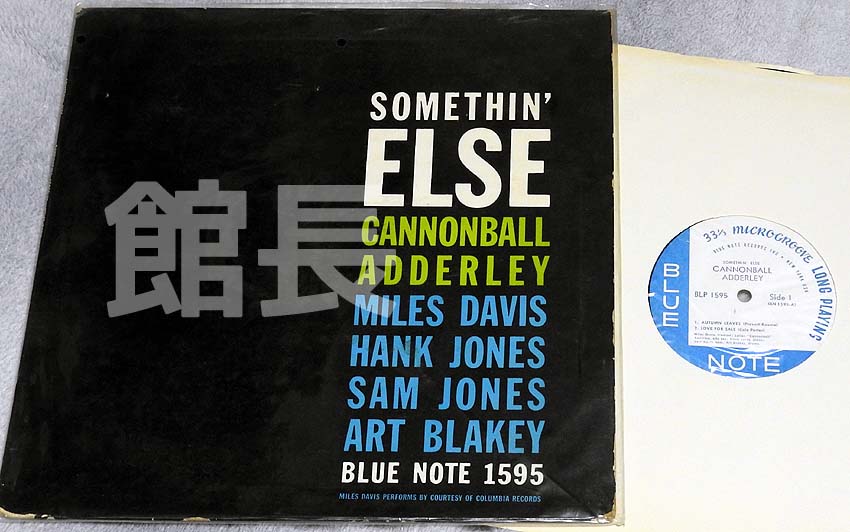 SOMETHIN'
ELSE
CANNONBALL
ADDERLEY
MILES DAVIS
HANK JONES
SAM JONES
ART BLAKEY
BLUE NOTE 1595
MILES DAVIS PERFORMS BY COURTESY OF COLUMBIA RECORDS
館長
33⅓ MICROGROOVE LONG PLAYING
BLUE NOTE RECORDS INC • NEW YORK USA
SOMETHIN' ELSE
CANNONBALL
ADDERLEY
BLP 1595 Side 1
1. AUTUMN LEAVES
2. LOVE FOR SALE (Cole Porter)
BLUE
NOTE